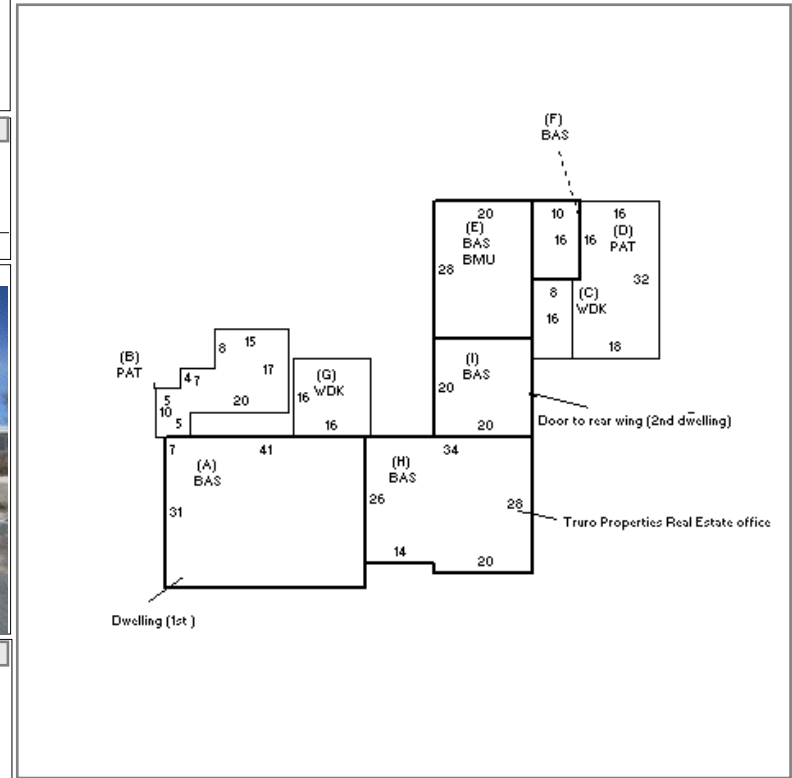 (F)
BAS
20
(E)
BAS
BMU
28
10
16
16
16
(D)
PAT
32
8
16
(C)
WDK
18
(B)
PAT
8
15
17
4
7
5
10
5
20
(G)
WDK
16
16
(I)
BAS
20
20
Door to rear wing (2nd dwelling)
7
41
(A)
BAS
31
34
(H)
BAS
26
28
14
20
Truro Properties Real Estate office
Dwelling (1st )